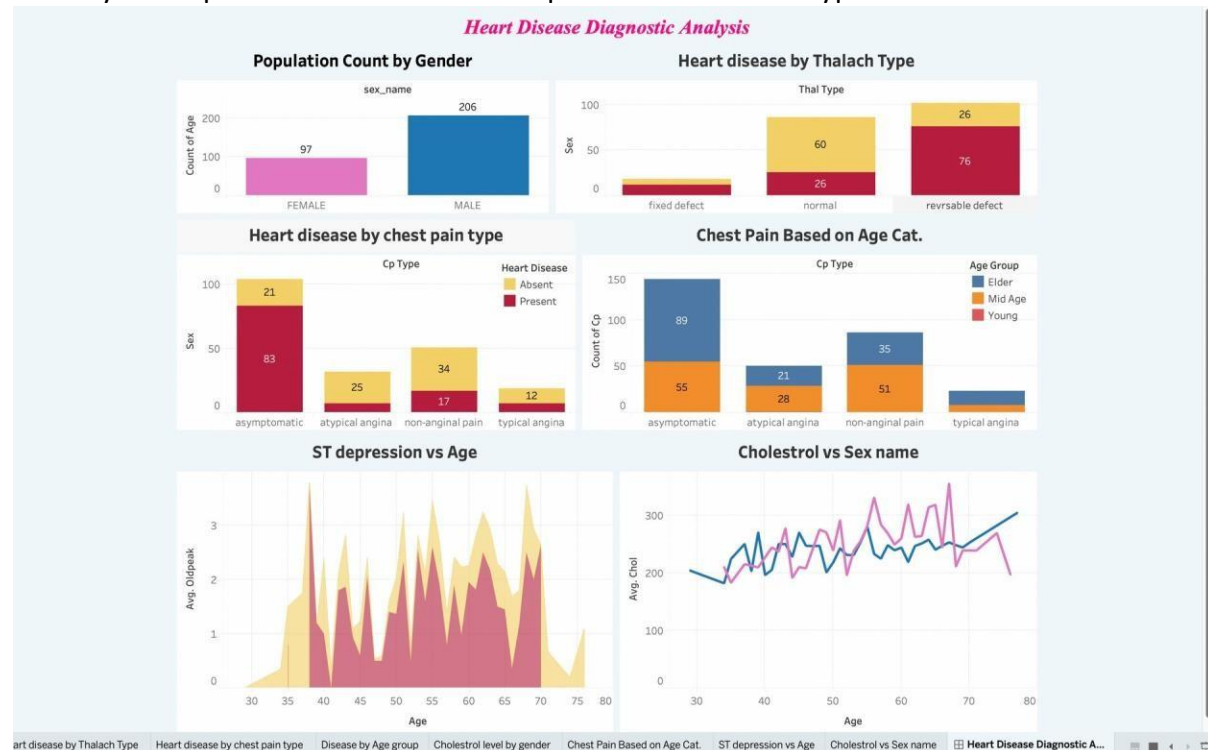 Heart Disease Diagnostic Analysis
Population Count by Gender
sex_name
Count of Age
200
100
0
97
206
FEMALE
MALE
Heart disease by Thalach Type
Thal Type
Sex
100
50
0
60
26
26
76
fixed defect
normal
revrsable defect
Heart disease by chest pain type
Cp Type
Heart Disease
Absent
Present
Sex
100
50
0
21
83
25
34
17
12
asymptomatic
atypical angina
non-anginal pain
typical angina
Chest Pain Based on Age Cat.
Cp Type
Age Group
Elder
Mid Age
Young
Count of Cp
150
100
50
0
89
55
21
28
35
51
asymptomatic
atypical angina
non-anginal pain
typical angina
ST depression vs Age
Avg. Oldpeak
3
2
1
0
30 35 40 45 50 55 60 65 70 75 80
Age
Cholestrol vs Sex name
Avg. Chol
300
200
100
0
30 40 50 60 70 80
Age
art disease by Thalach Type Heart disease by chest pain type Disease by Age group Cholestrol level by gender Chest Pain Based on Age Cat. ST depression vs Age Cholestrol vs Sex name Heart Disease Diagnostic A...